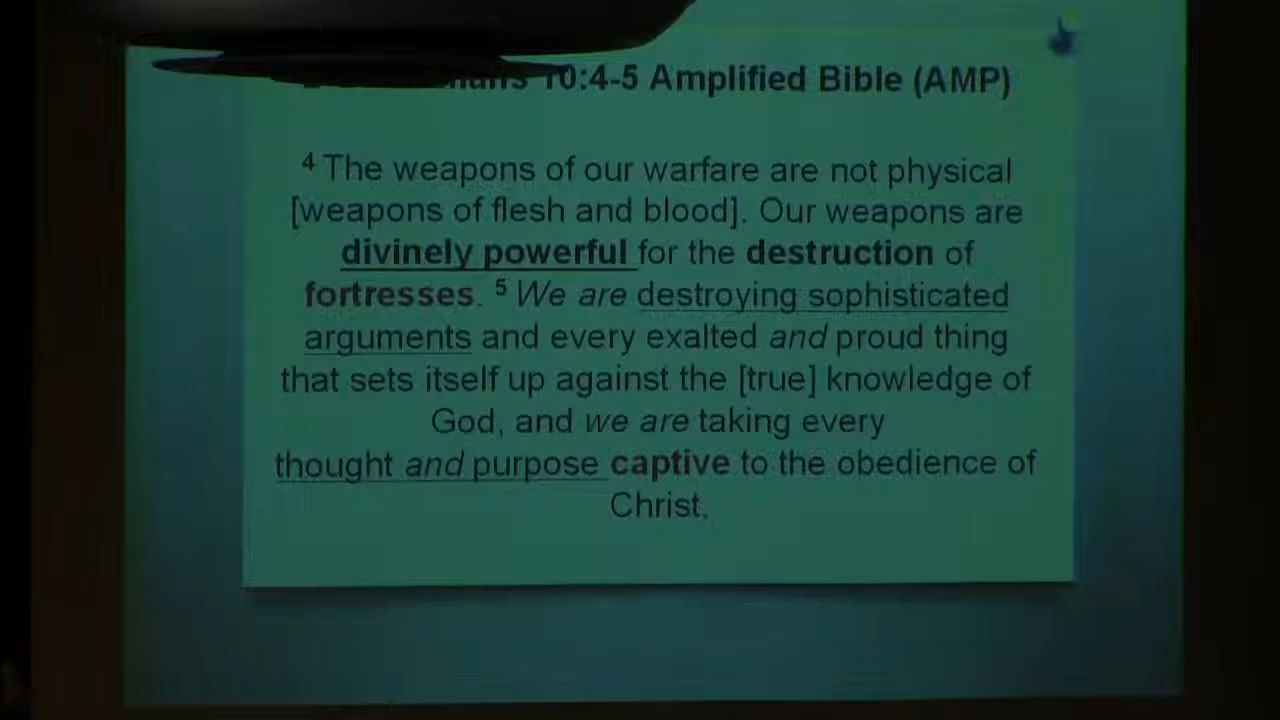 10:4-5 Amplified Bible (AMP)
4 The weapons of our warfare are not physical
[weapons of flesh and blood]. Our weapons are
divinely powerful for the destruction of
fortresses. 5 We are destroying sophisticated
arguments and every exalted and proud thing
that sets itself up against the [true] knowledge of
God, and we are taking every
thought and purpose captive to the obedience of
Christ,